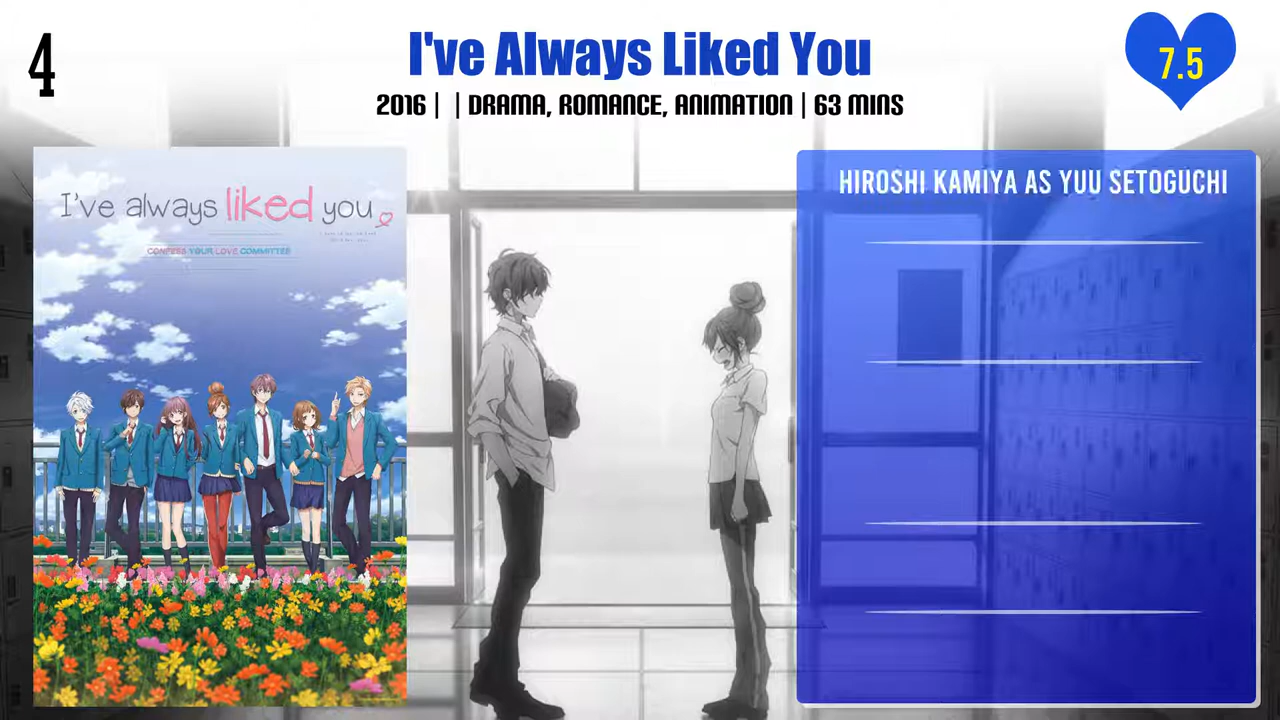 4
I've Always Liked You
7.5
2016 | | DRAMA, ROMANCE, ANIMATION | 63 MINS
I've always liked you
CONFESS YOUR LOVE COMMITTEE
HIROSHI KAMIYA AS YUU SETOGUCHI